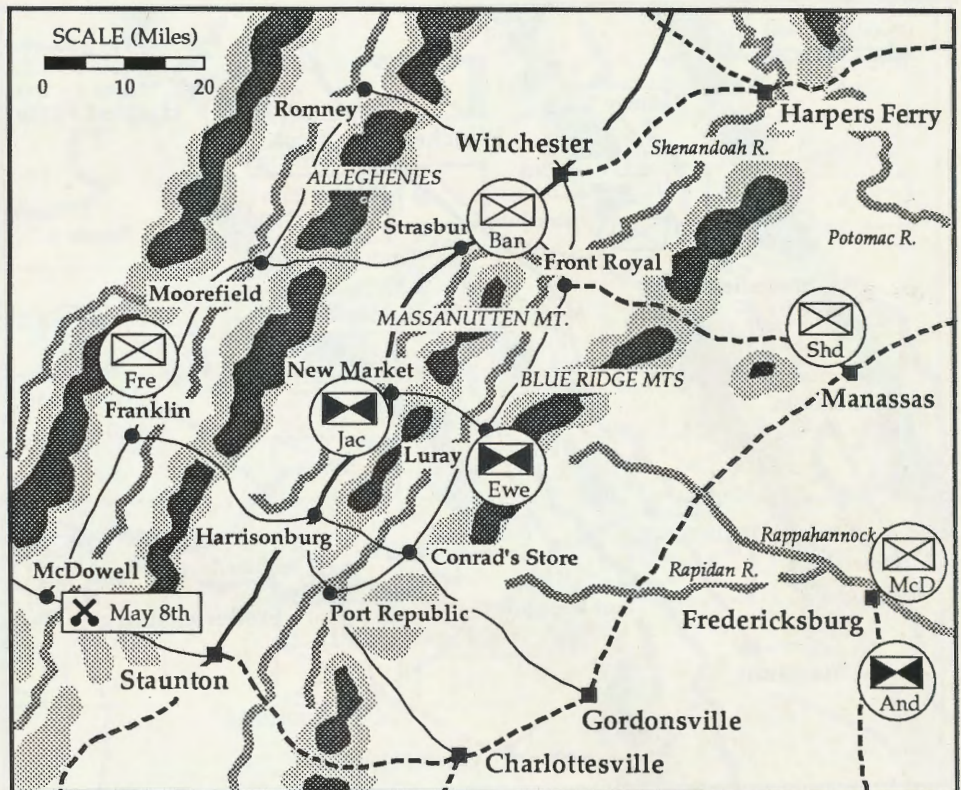 SCALE (Miles)
0 10 20
Romney
Winchester
Harpers Ferry
Shenandoah R.
ALLEGHENIES
Strasbur
Ban
Potomac R.
Front Royal
Moorefield
MASSANUTTEN MT.
Shd
Fre
New Market
BLUE RIDGE MTS
Manassas
Franklin
Jac
Luray
Ewe
Harrisonburg
Conrad's Store
Rappahannock
McD
McDowell
Rapidan R.
May 8th
Port Republic
Fredericksburg
Staunton
And
Gordonsville
Charlottesville